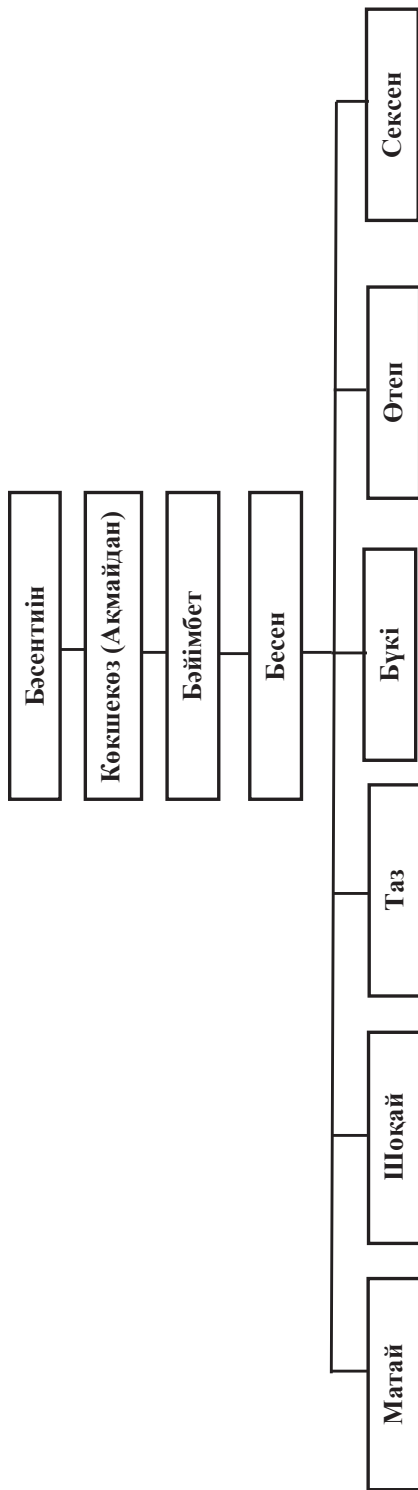 Бәсентиін
Көкшекөз (Ақмайдан)
Бәйімбет
Бесен
Матай
Шоқай
Таз
Бүкі
Өтеп
Сексен